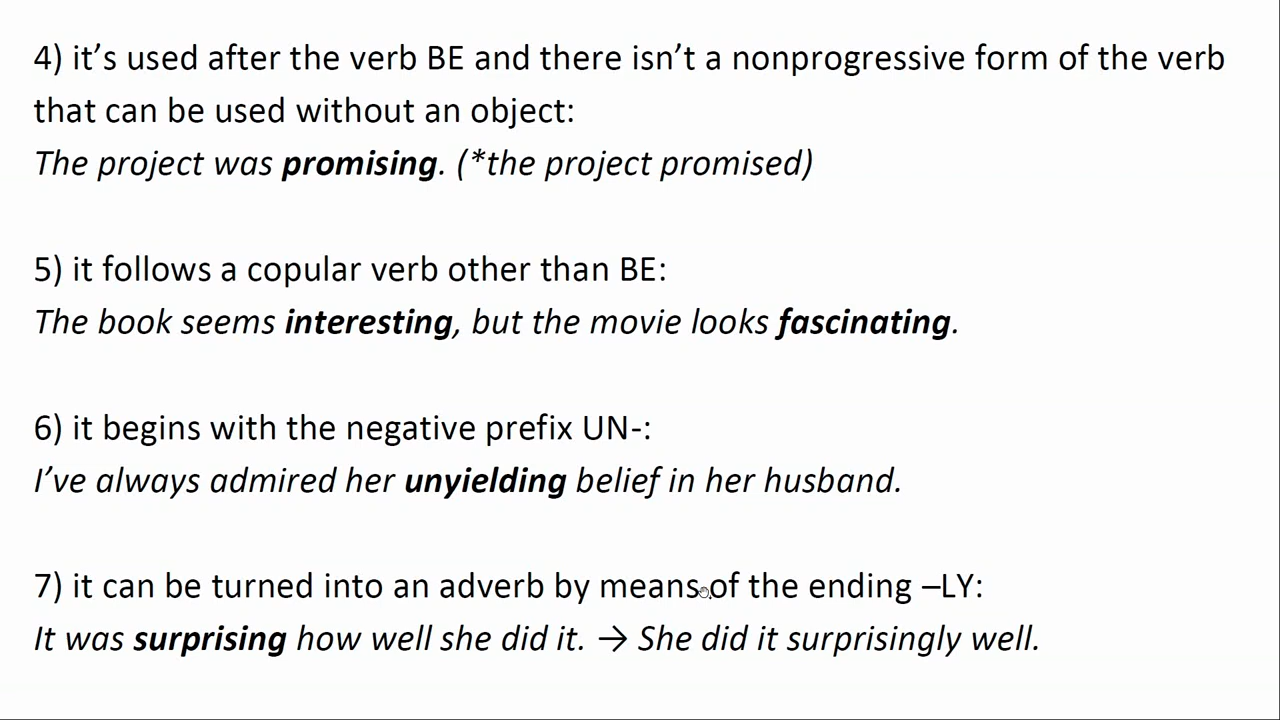 4) it’s used after the verb BE and there isn’t a nonprogressive form of the verb
that can be used without an object:
The project was promising. (*the project promised)
5) it follows a copular verb other than BE:
The book seems interesting, but the movie looks fascinating.
6) it begins with the negative prefix UN-:
I’ve always admired her unyielding belief in her husband.
7) it can be turned into an adverb by means of the ending –LY:
It was surprising how well she did it. → She did it surprisingly well.